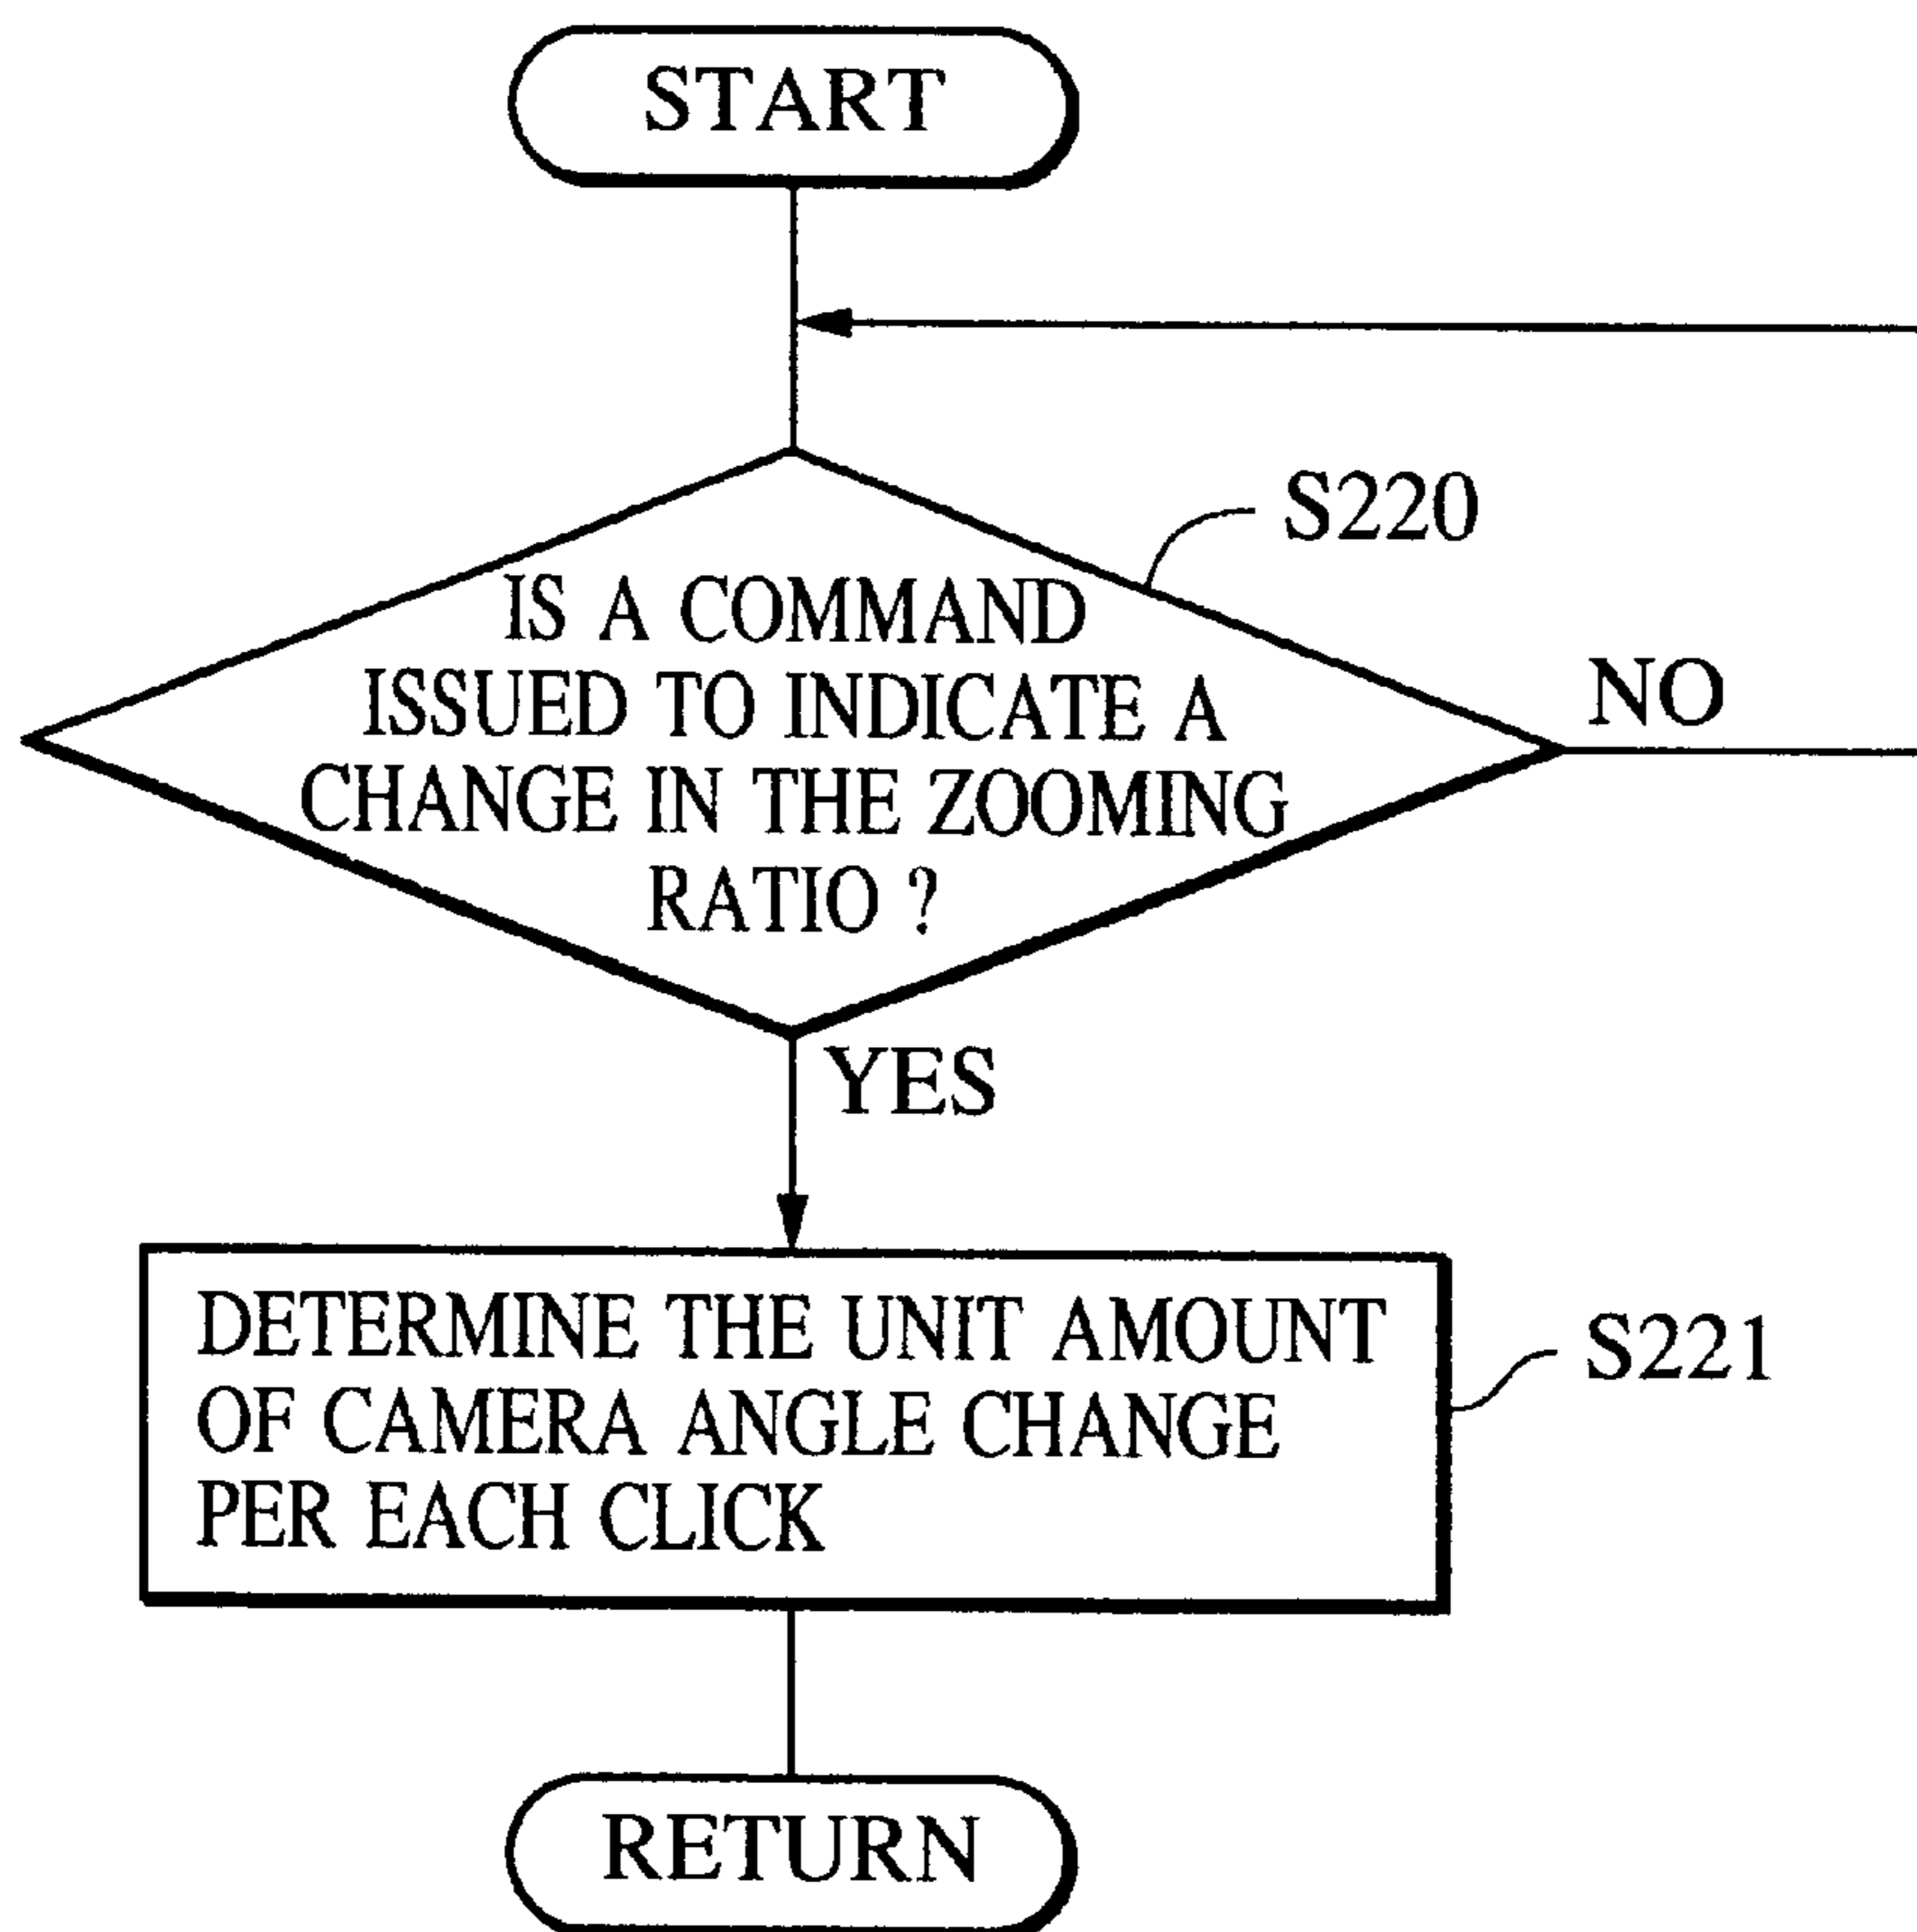 START
S220
IS A COMMAND
ISSUED TO INDICATE A
CHANGE IN THE ZOOMING
RATIO ?
NO
YES
DETERMINE THE UNIT AMOUNT
OF CAMERA ANGLE CHANGE
PER EACH CLICK
S221
RETURN